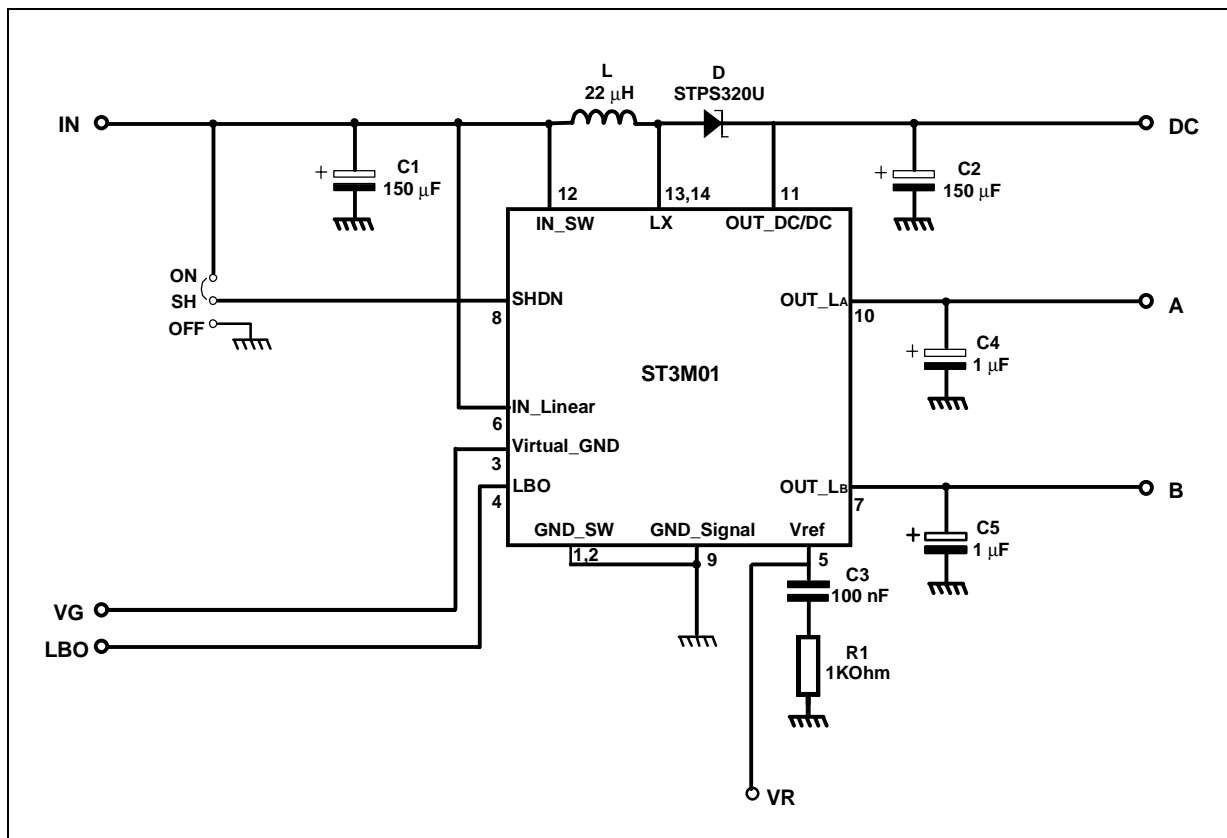 L
22 μH
D
STPS320U
IN
DC
+
C1
150 μF
+
C2
150 μF
12
13,14
11
IN_SW
LX
OUT_DC/DC
ON
SH
OFF
SHDN
8
OUT_LA
10
A
+
C4
1 μF
ST3M01
IN_Linear
6
Virtual_GND
3
LBO
4
OUT_LB
7
B
+
C5
1 μF
GND_SW
GND_Signal
Vref
1,2
9
5
C3
100 nF
VG
LBO
R1
1KOhm
VR